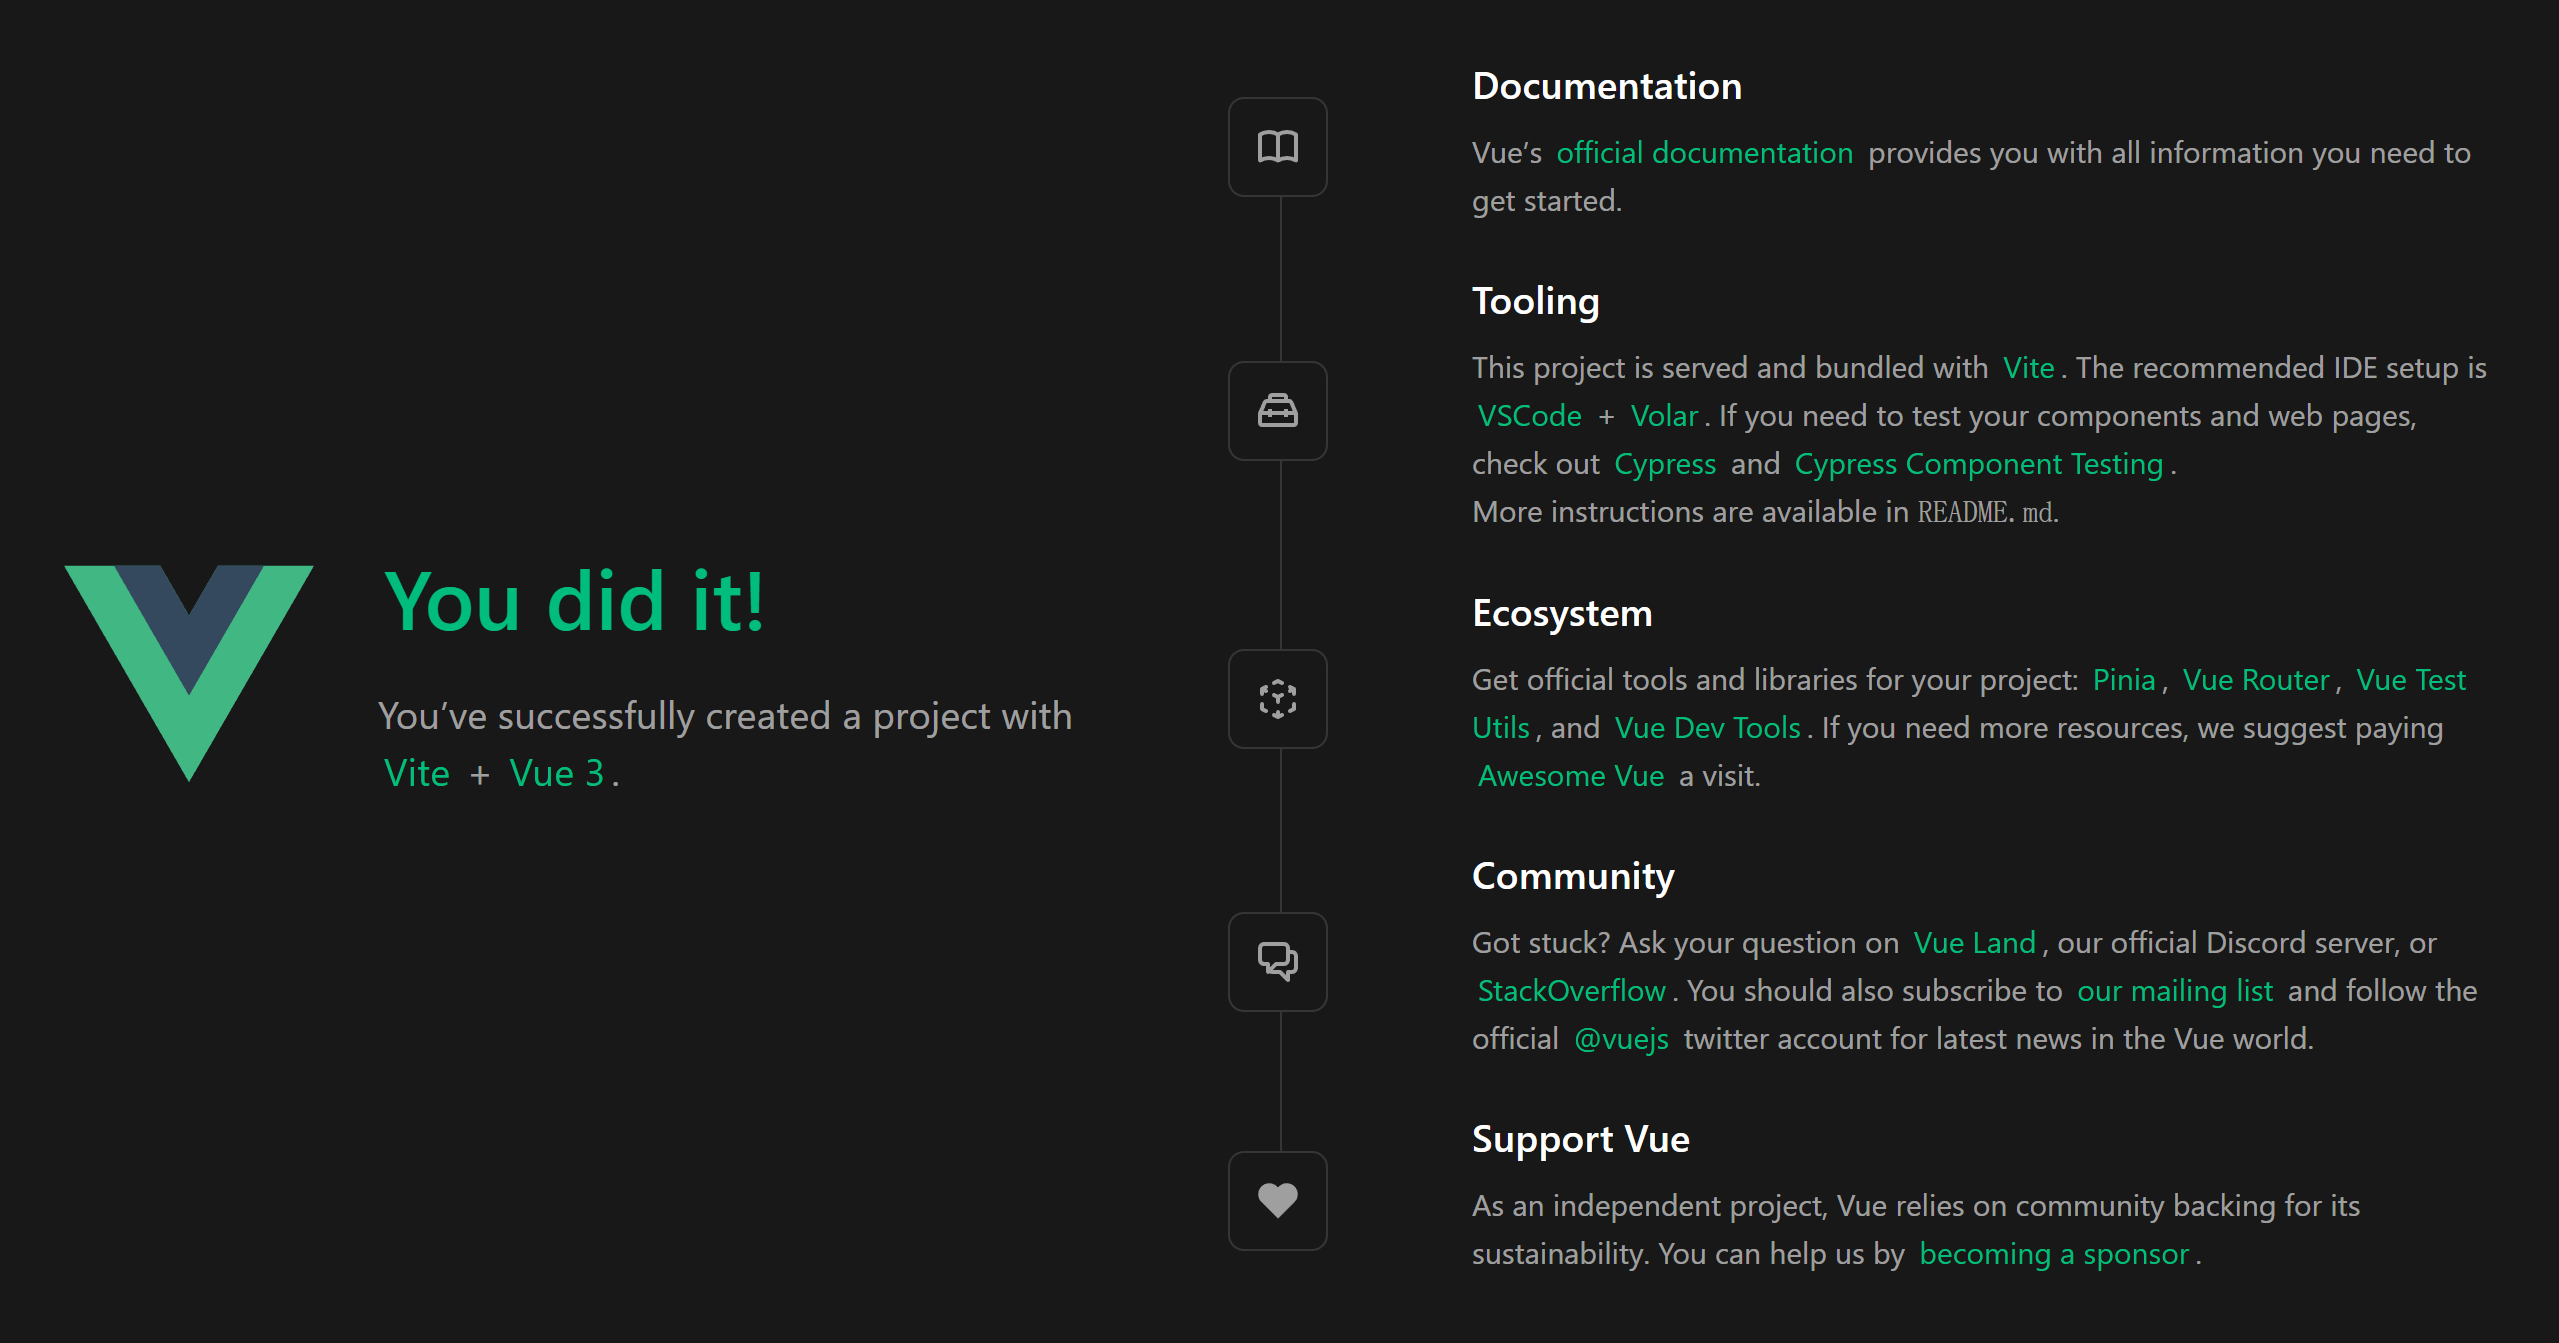 You did it!
You’ve successfully created a project with
Vite + Vue 3.
Documentation
Vue’s official documentation provides you with all information you need to
get started.
Tooling
This project is served and bundled with Vite. The recommended IDE setup is
VSCode + Volar. If you need to test your components and web pages,
check out Cypress and Cypress Component Testing.
More instructions are available in README.md.
Ecosystem
Get official tools and libraries for your project: Pinia, Vue Router, Vue Test
Utils, and Vue Dev Tools. If you need more resources, we suggest paying
Awesome Vue a visit.
Community
Got stuck? Ask your question on Vue Land, our official Discord server, or
StackOverflow. You should also subscribe to our mailing list and follow the
official @vuejs twitter account for latest news in the Vue world.
Support Vue
As an independent project, Vue relies on community backing for its
sustainability. You can help us by becoming a sponsor.